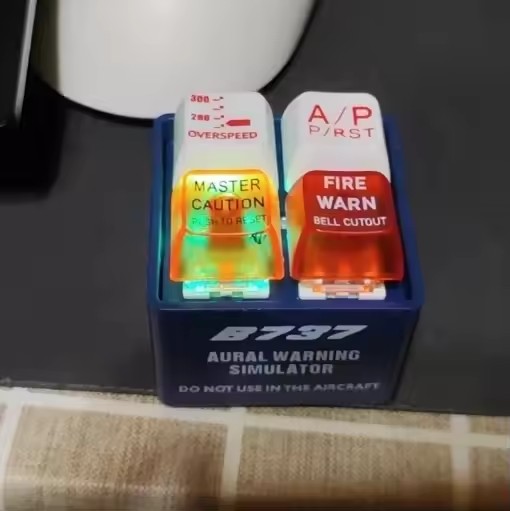 300
280
OVERSPEED
A/P
P/RST
MASTER
CAUTION
PUSH TO RESET
FIRE
WARN
BELL CUTOUT
B737
AURAL WARNING
SIMULATOR
DO NOT USE IN THE AIRCRAFT